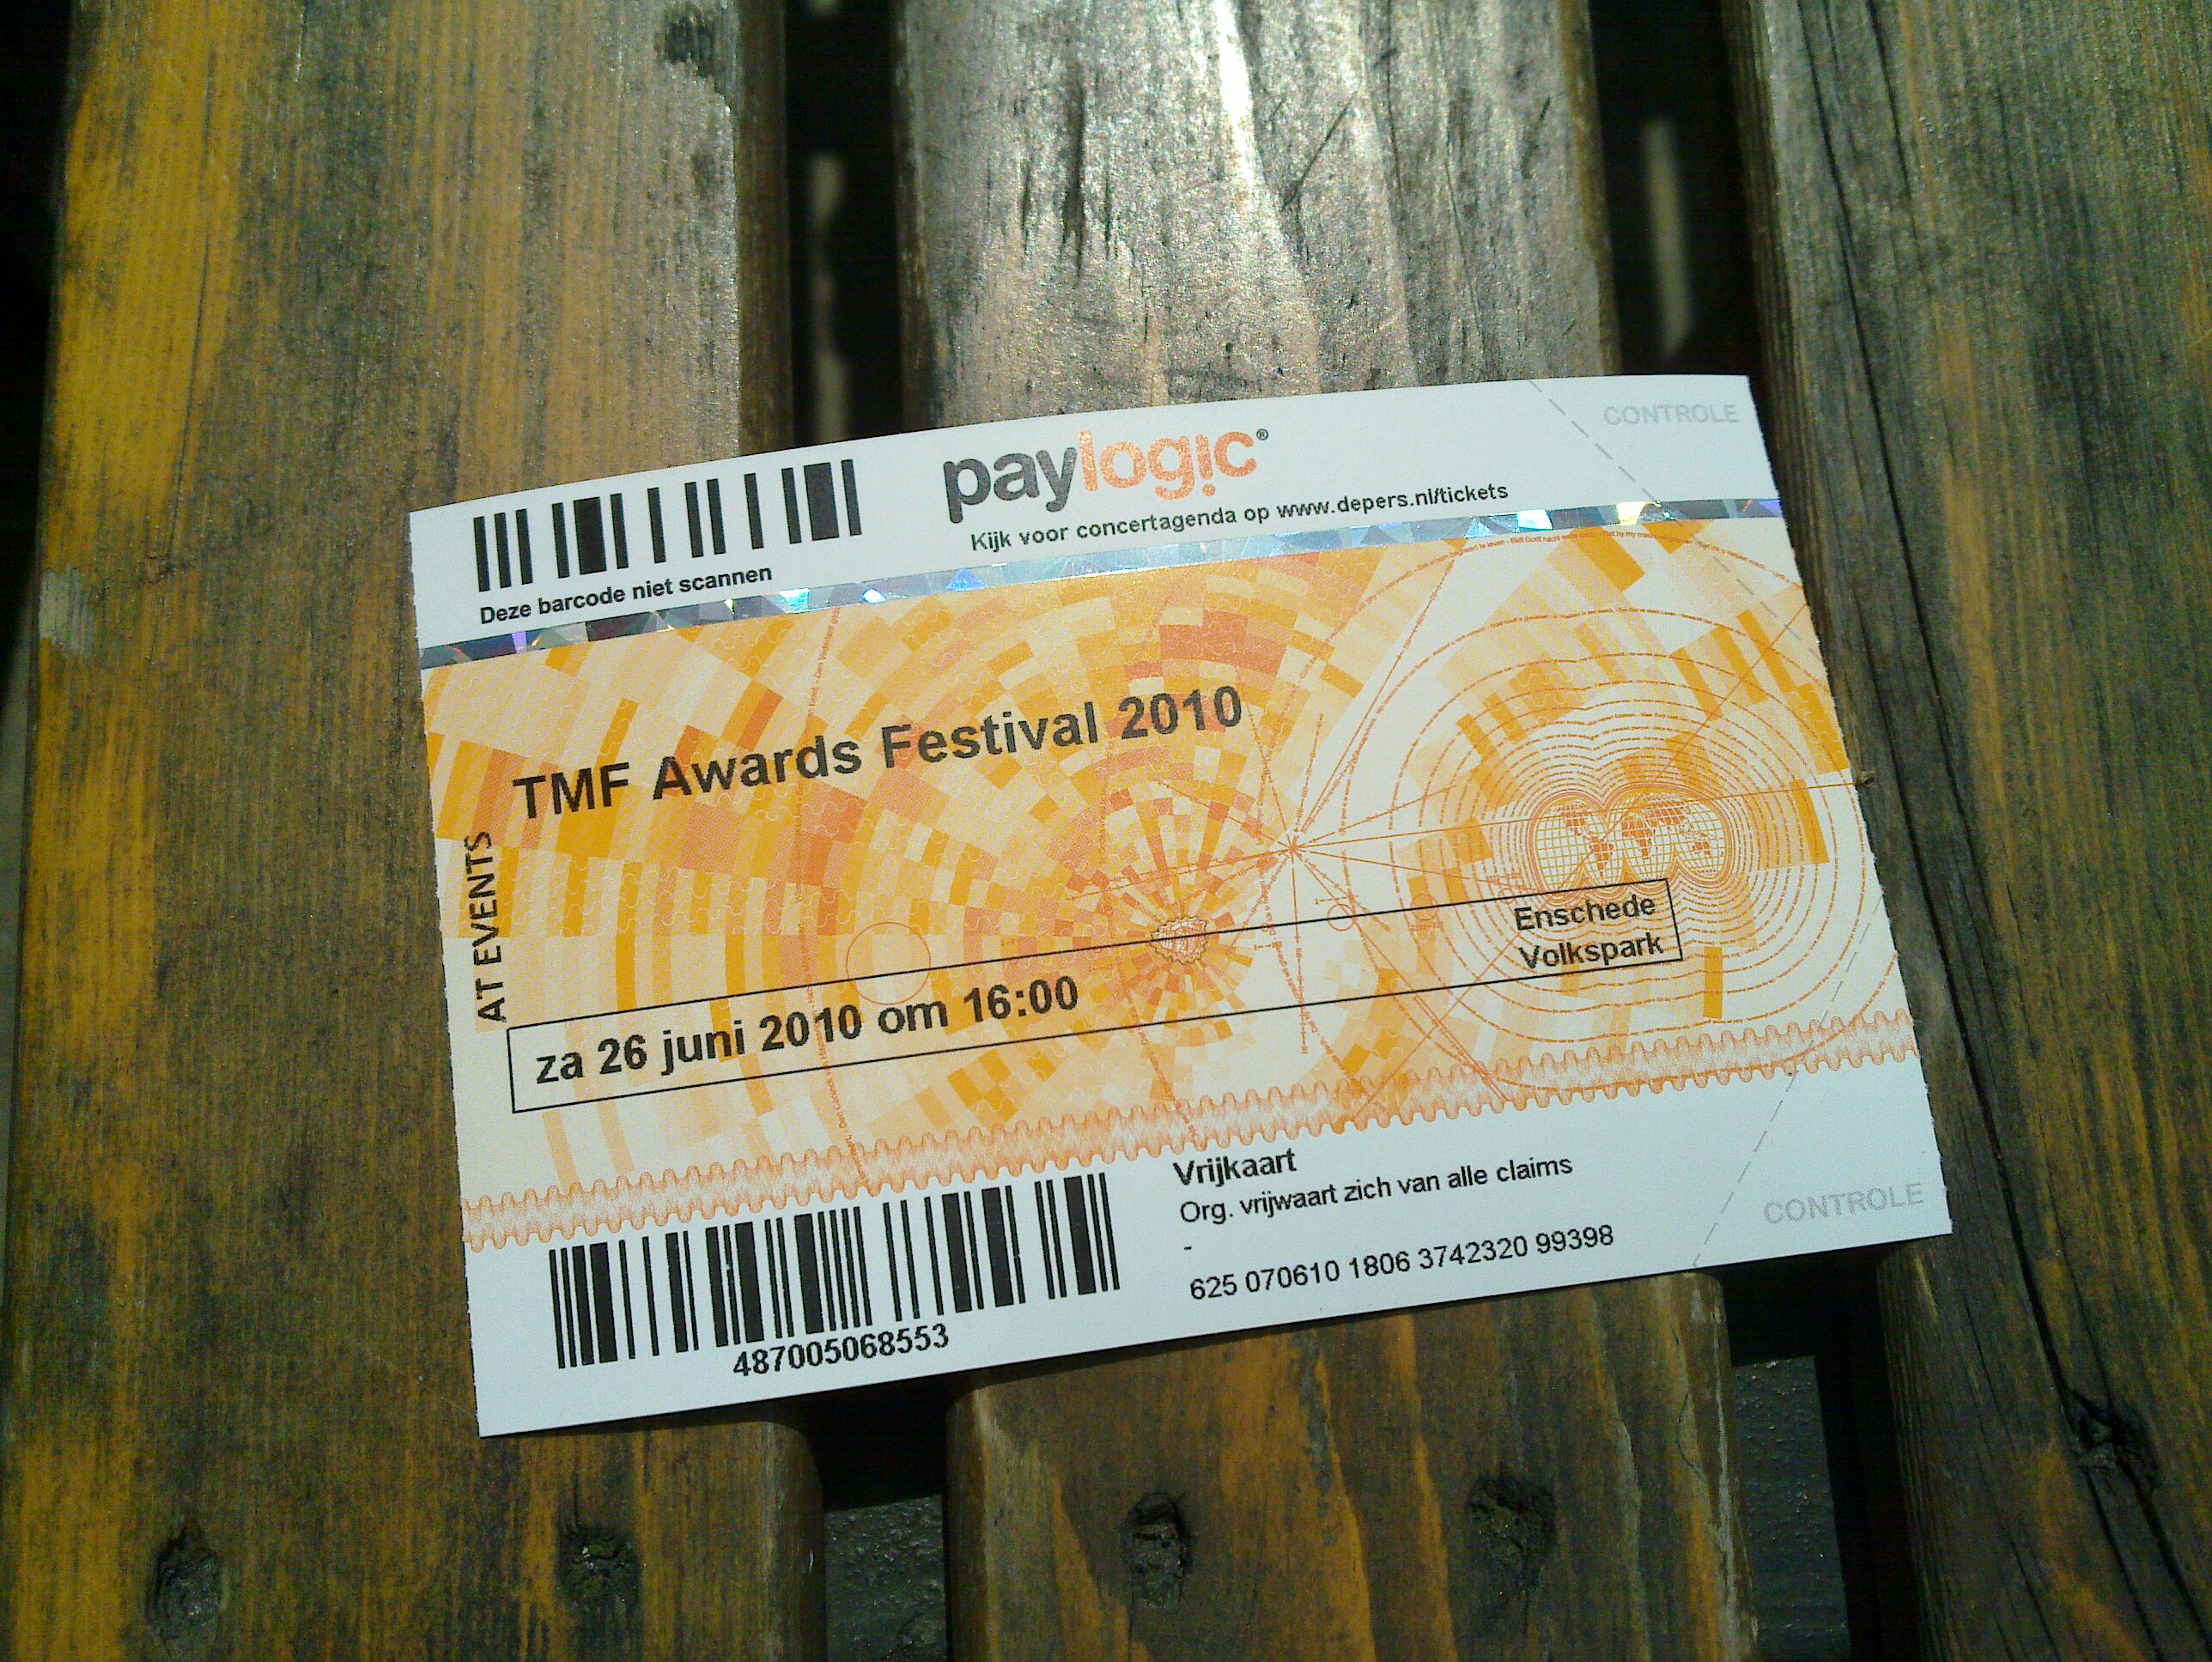 CONTROLE
paylogic®
Kijk voor concertagenda op www.depers.nl/tickets
Deze barcode niet scannen
TMF Awards Festival 2010
AT EVENTS
Enschede
Volkspark
za 26 juni 2010 om 16:00
Vrijkaart
Org. vrijwaart zich van alle claims
-
625 070610 1806 3742320 99398
CONTROLE
487005068553